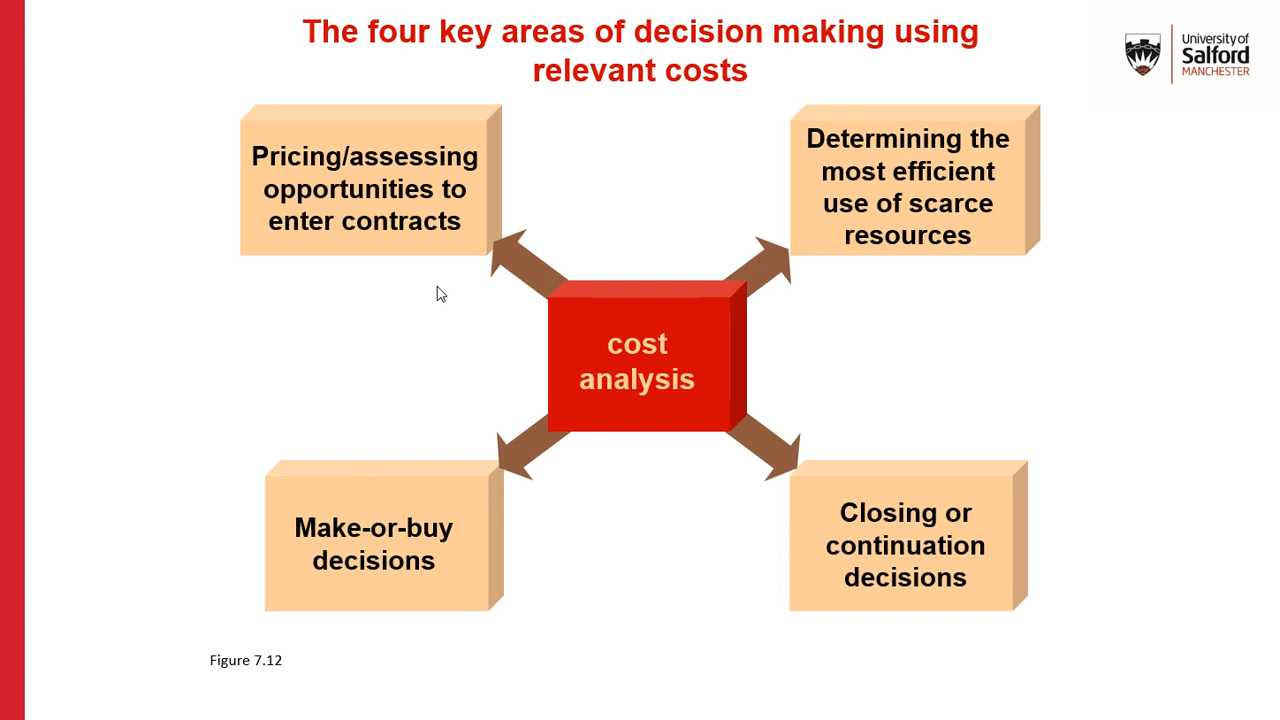 The four key areas of decision making using
relevant costs
University of
Salford
MANCHESTER
Pricing/assessing
opportunities to
enter contracts
Determining the
most efficient
use of scarce
resources
cost
analysis
Make-or-buy
decisions
Closing or
continuation
decisions
Figure 7.12